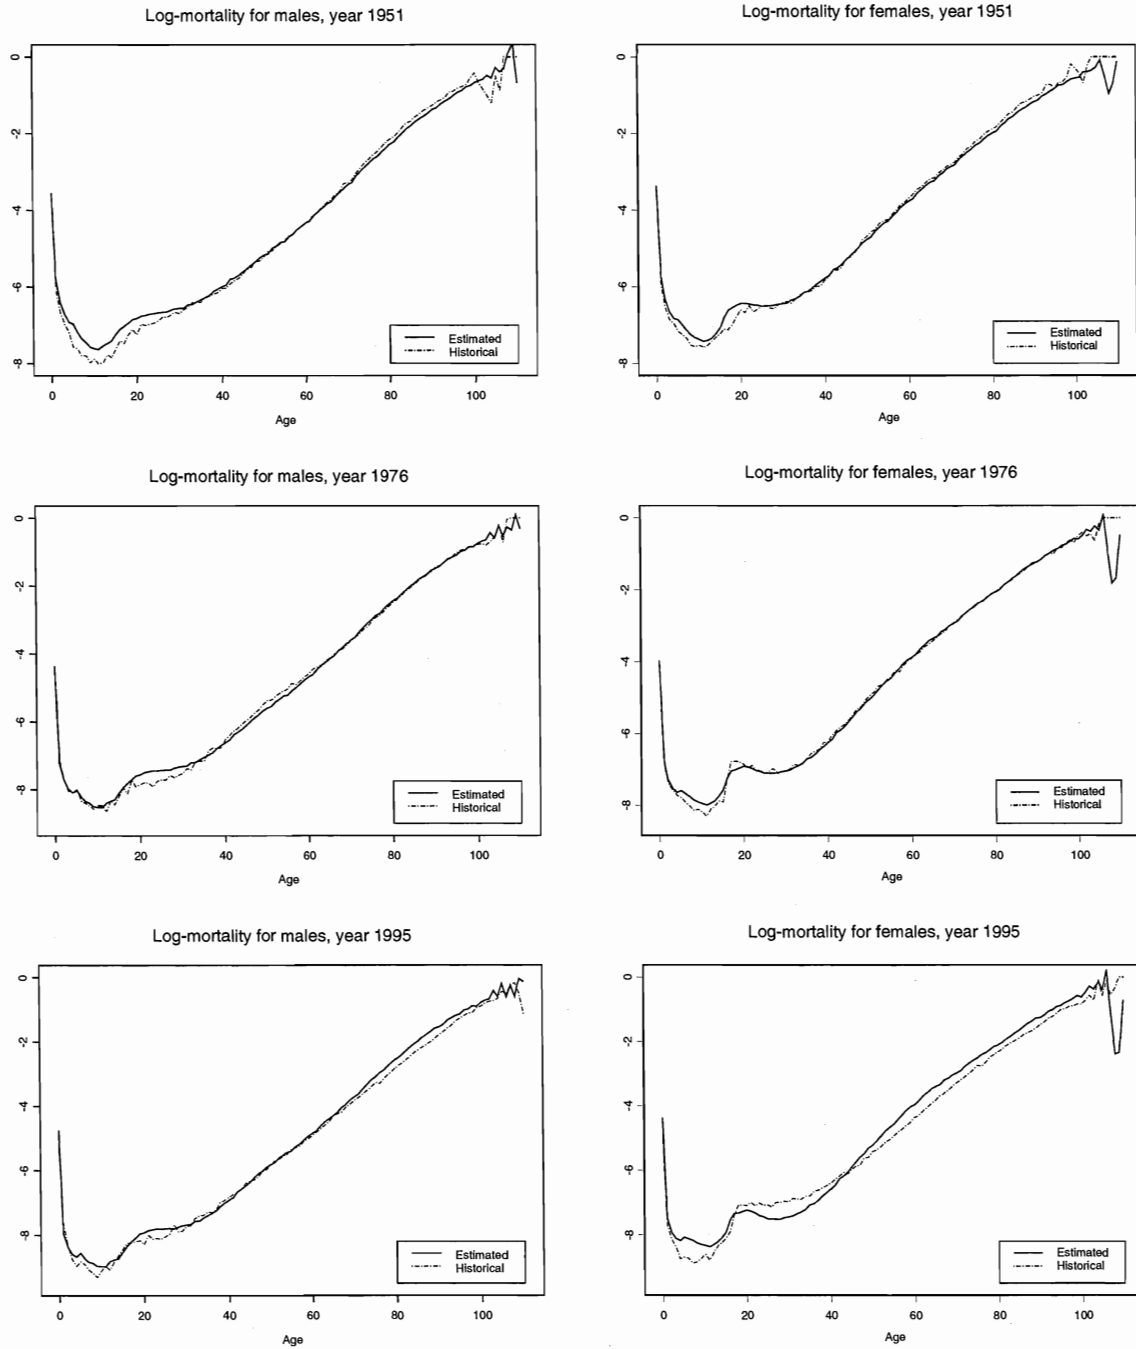 Log-mortality for males, year 1951
0
-2
-4
-6
-8
Estimated
Historical
0 20 40 60 80 100
Age
Log-mortality for females, year 1951
0
-2
-4
-6
-8
Estimated
Historical
0 20 40 60 80 100
Age
Log-mortality for males, year 1976
0
-2
-4
-6
-8
Estimated
Historical
0 20 40 60 80 100
Age
Log-mortality for females, year 1976
0
-2
-4
-6
-8
Estimated
Historical
0 20 40 60 80 100
Age
Log-mortality for males, year 1995
0
-2
-4
-6
-8
Estimated
Historical
0 20 40 60 80 100
Age
Log-mortality for females, year 1995
0
-2
-4
-6
-8
Estimated
Historical
0 20 40 60 80 100
Age